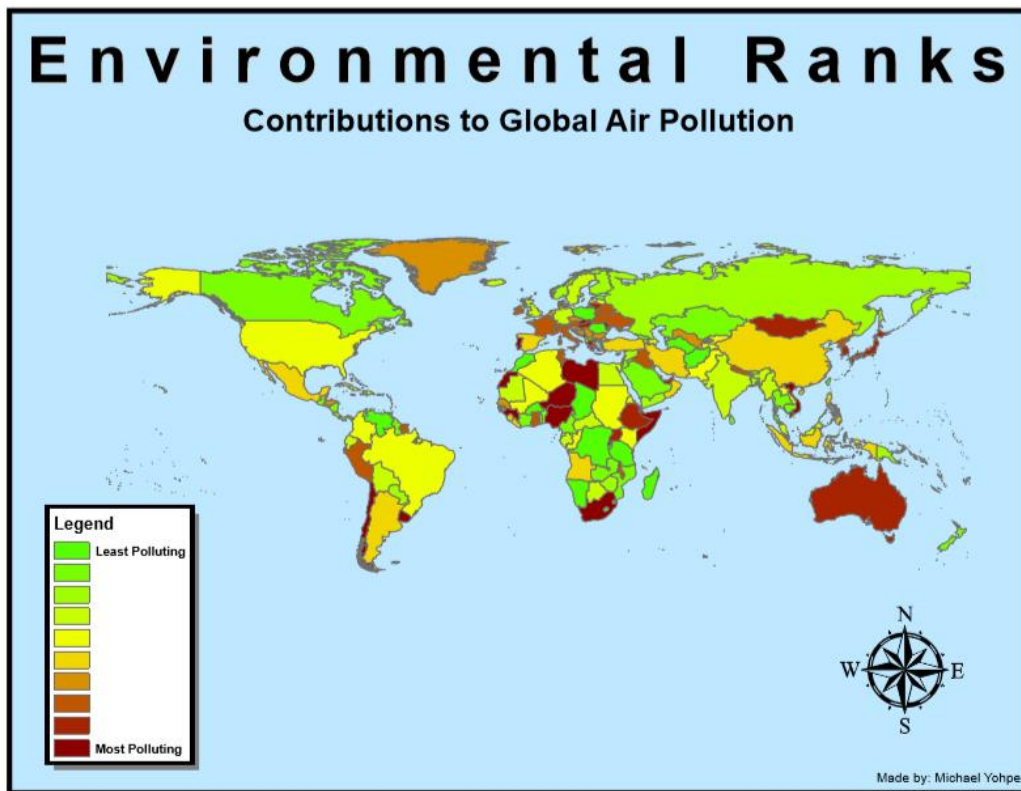 Environmental Ranks
Contributions to Global Air Pollution
Legend
Least Polluting
Most Polluting
N
W E
S
Made by: Michael Yohpe